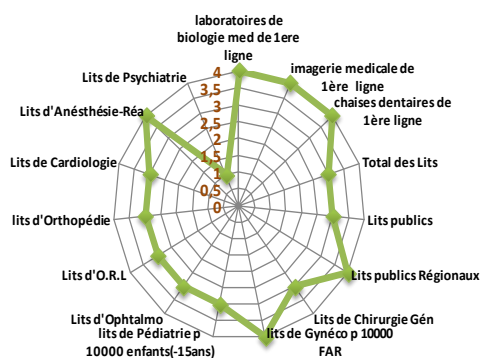 laboratoires de
biologie med de 1ere
ligne
imagerie medicale de
1ère ligne
chaises dentaires de
1ère ligne
Total des Lits
Lits publics
Lits publics Régionaux
Lits de Chirurgie Gén
lits de Gynéco p 10000
FAR
lits de Pédiatrie p
10000 enfants(-15ans)
Lits d'Ophtalmo
Lits d'O.R.L
lits d'Orthopédie
Lits de Cardiologie
Lits d'Anésthésie-Réa
Lits de Psychiatrie
4
3,5
3
2,5
2
1,5
1
0,5
0